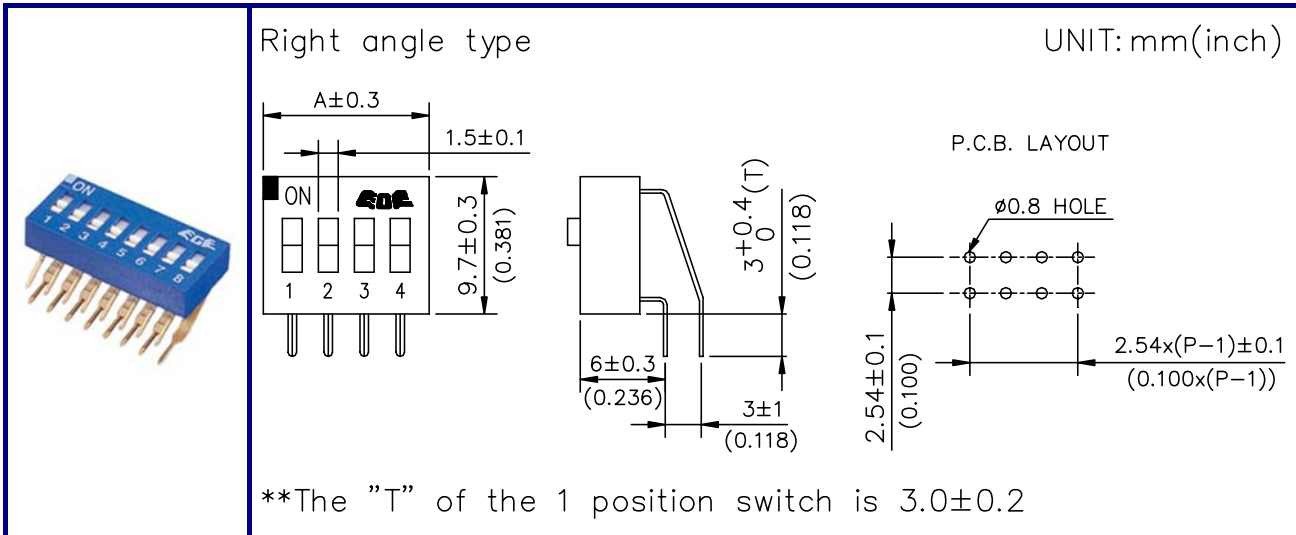 Right angle type
UNIT: mm(inch)
A±0.3
1.5±0.1
ON
ECE
1 2 3 4
9.7±0.3
(0.381)
6±0.3
(0.236)
3±1
(0.118)
3+0.4 0 (T)
(0.118)
P.C.B. LAYOUT
ø0.8 HOLE
2.54±0.1
(0.100)
2.54x(P−1)±0.1
(0.100x(P−1))
ON
ECE
1 2 3 4 5 6 7 8
**The ”T” of the 1 position switch is 3.0±0.2